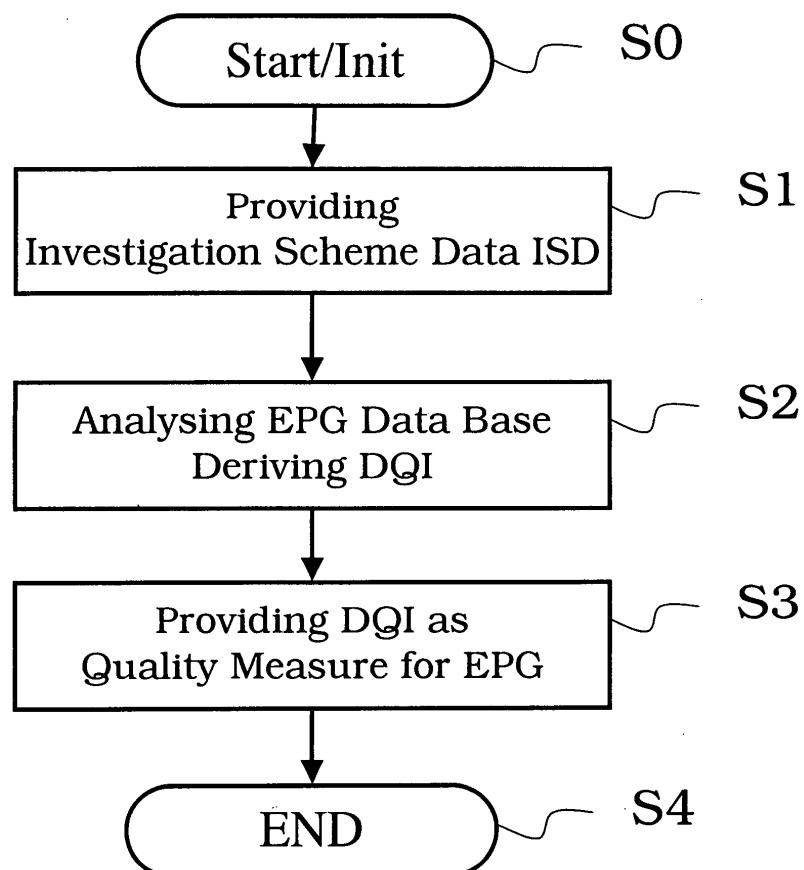 Start/Init
S0
Providing
Investigation Scheme Data ISD
S1
Analysing EPG Data Base
Deriving DQI
S2
Providing DQI as
Quality Measure for EPG
S3
END
S4